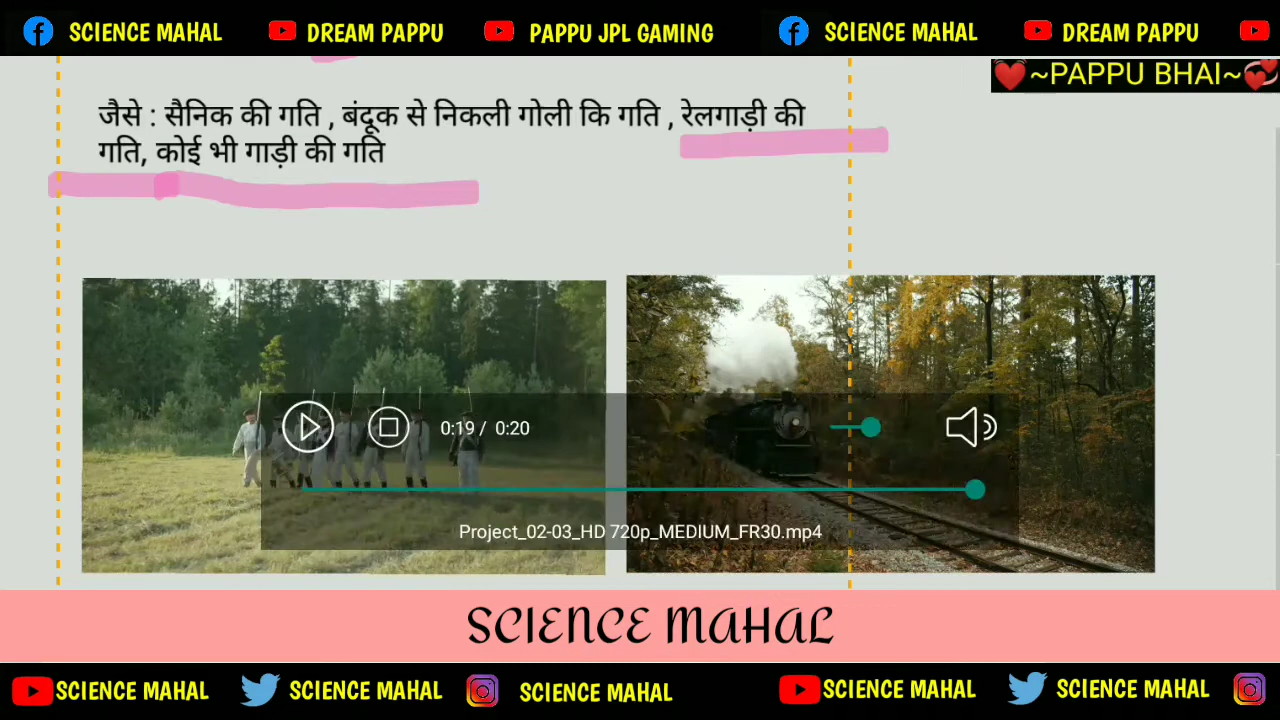 SCIENCE MAHAL DREAM PAPPU PAPPU JPL GAMING SCIENCE MAHAL DREAM PAPPU
~PAPPU BHAI~
जैसे : सैनिक की गति , बंदूक से निकली गोली कि गति , रेलगाड़ी की
गति, कोई भी गाड़ी की गति
0:19 / 0:20
Project_02-03_HD 720p_MEDIUM_FR30.mp4
SCIENCE MAHAL
SCIENCE MAHAL SCIENCE MAHAL SCIENCE MAHAL SCIENCE MAHAL SCIENCE MAHAL